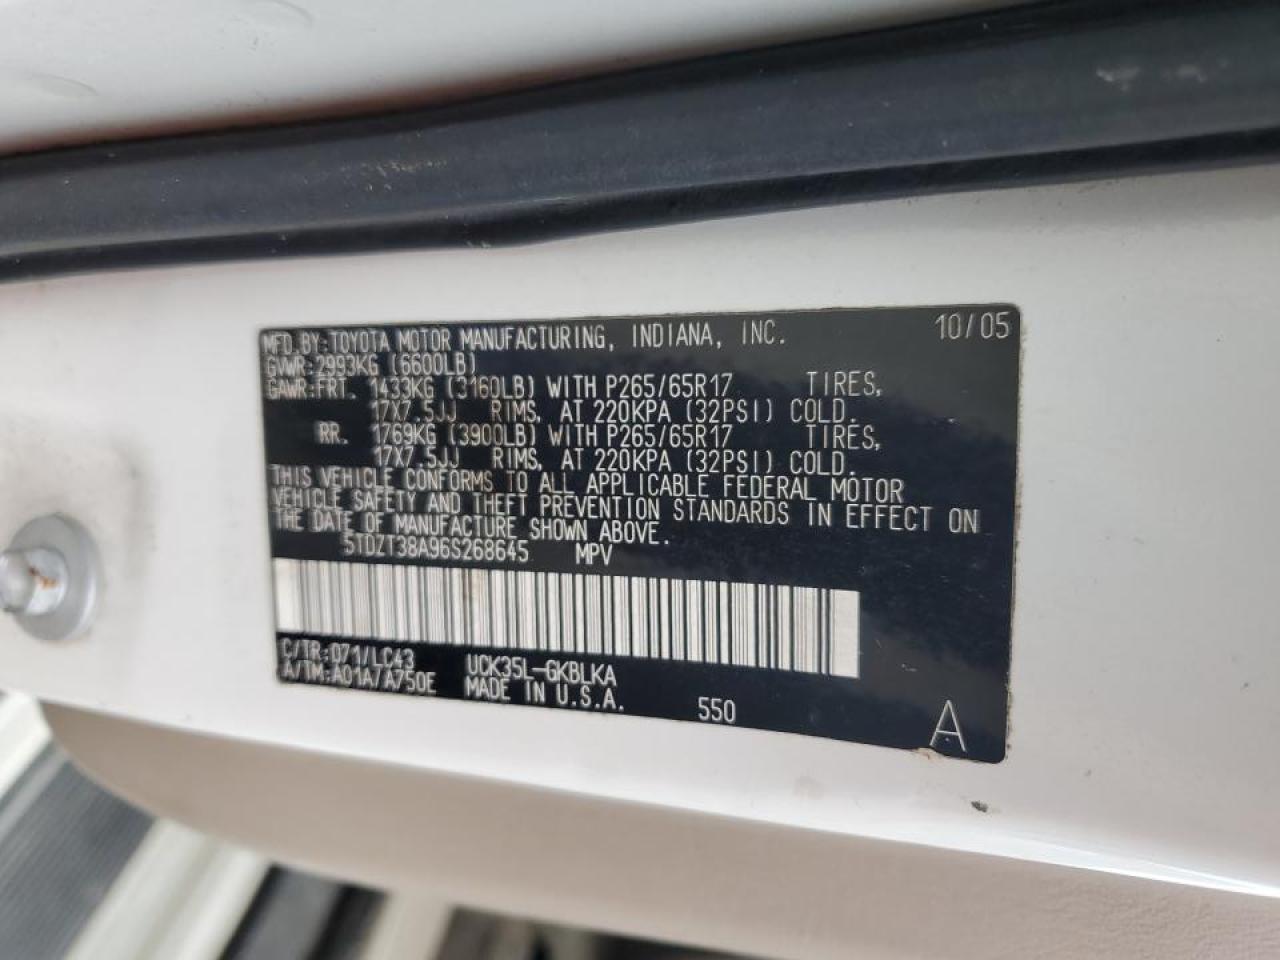 MFD.BY:TOYOTA MOTOR MANUFACTURING, INDIANA, INC. 10/05
GVWR:2993KG (6600LB)
GAWR:FRT. 1433KG (3160LB) WITH P265/65R17 TIRES,
17X7.5JJ RIMS, AT 220KPA (32PSI) COLD.
RR. 1769KG (3900LB) WITH P265/65R17 TIRES,
17X7.5JJ RIMS, AT 220KPA (32PSI) COLD.
THIS VEHICLE CONFORMS TO ALL APPLICABLE FEDERAL MOTOR
VEHICLE SAFETY AND THEFT PREVENTION STANDARDS IN EFFECT ON
THE DATE OF MANUFACTURE SHOWN ABOVE.
5TDZT38A96S268645 MPV
C/TR:071/LC43 UCK35L-GKBLKA
A/TM:A01A/A750E MADE IN U.S.A. 550 A